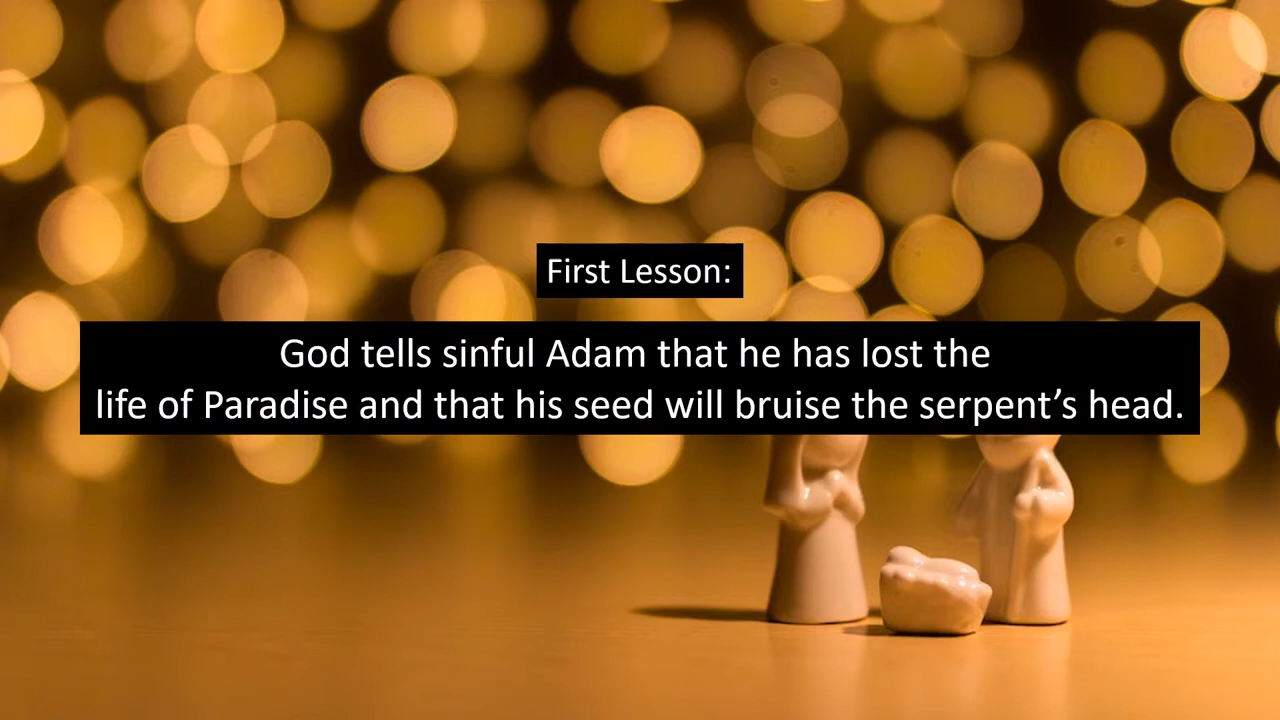 First Lesson:
God tells sinful Adam that he has lost the
life of Paradise and that his seed will bruise the serpent’s head.